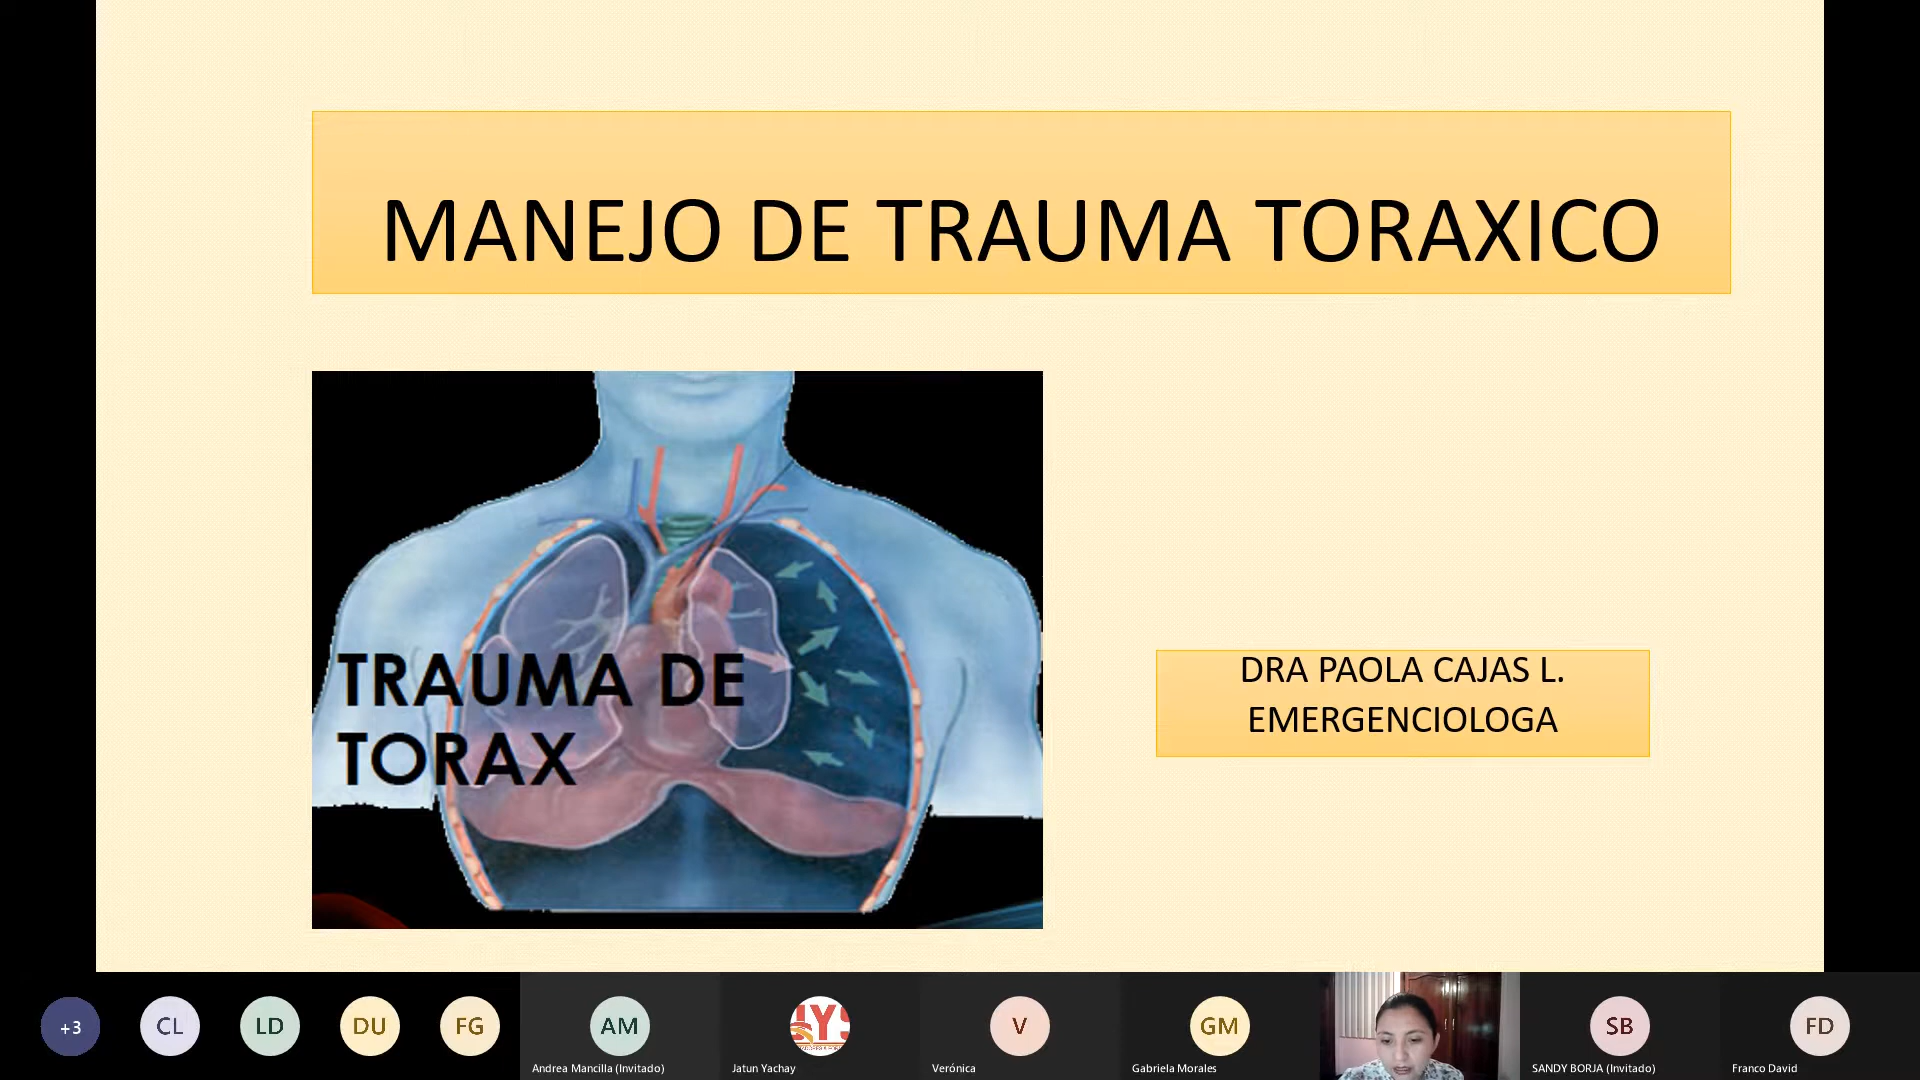 MANEJO DE TRAUMA TORAXICO
TRAUMA DE
TORAX
DRA PAOLA CAJAS L.
EMERGENCIOLOGA
+3
CL
LD
DU
FG
AM
Andrea Mancilla (Invitado)
Jatun Yachay
V
Verónica
GM
Gabriela Morales
SB
SANDY BORJA (Invitado)
FD
Franco David